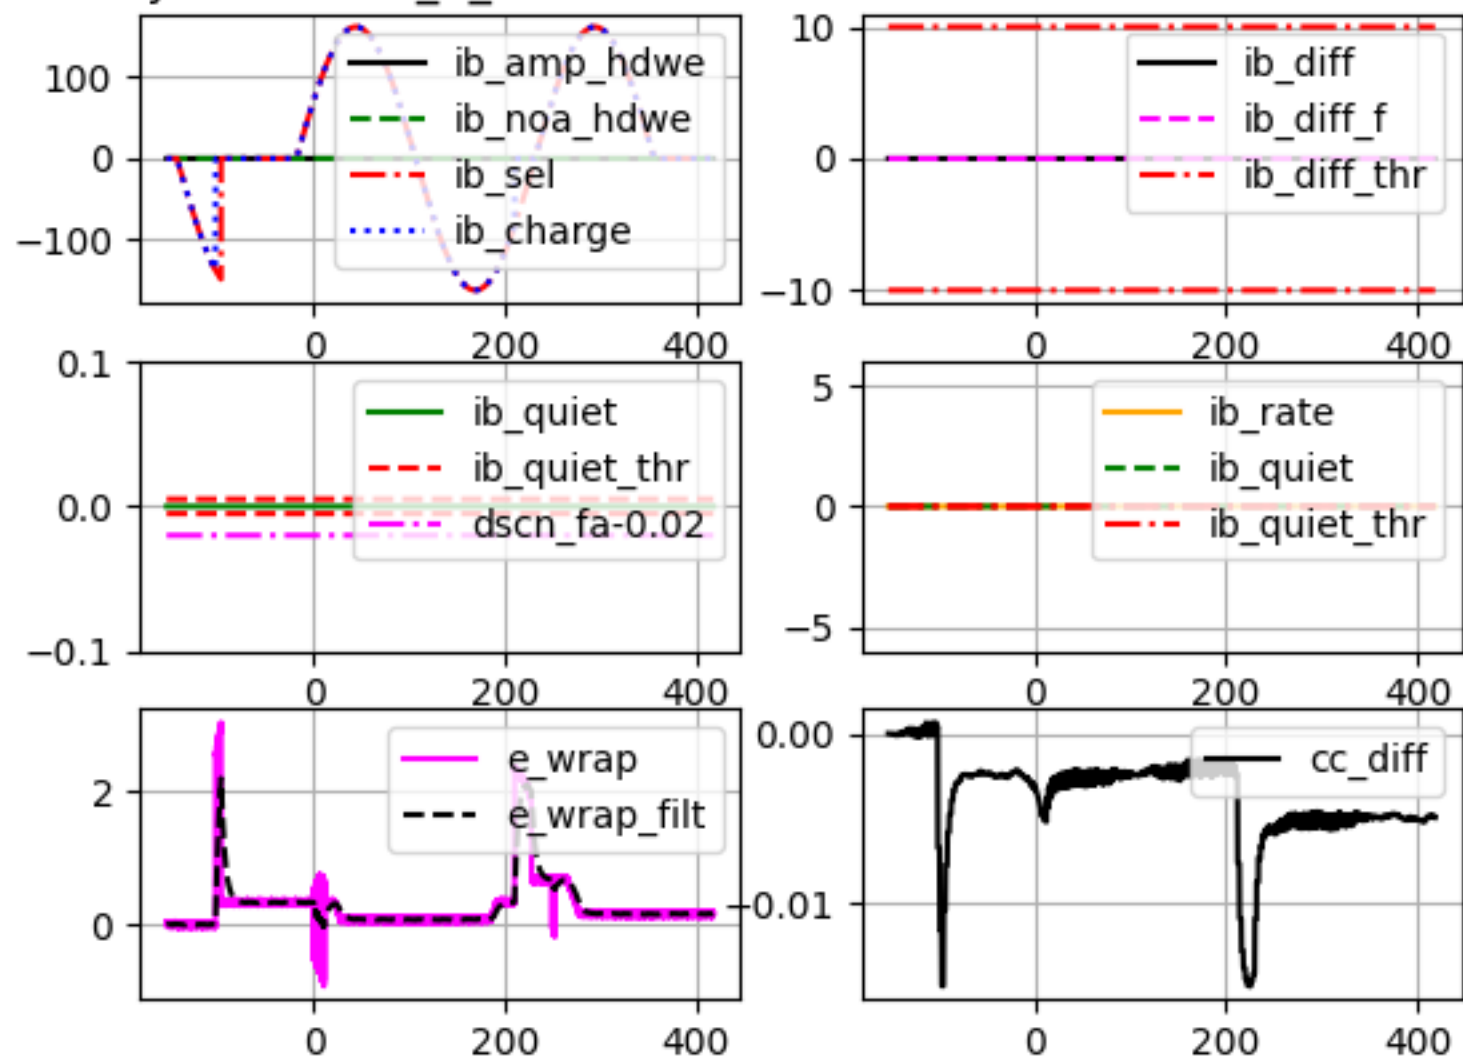 100
0
−100
0
200
400
ib_amp_hdwe
ib_noa_hdwe
ib_sel
ib_charge
10
0
−10
0
200
400
ib_diff
ib_diff_f
ib_diff_thr
0.1
0.0
−0.1
0
200
400
ib_quiet
ib_quiet_thr
dscn_fa-0.02
5
0
−5
0
200
400
ib_rate
ib_quiet
ib_quiet_thr
2
0
0
200
400
e_wrap
e_wrap_filt
0.00
−0.01
0
200
400
cc_diff